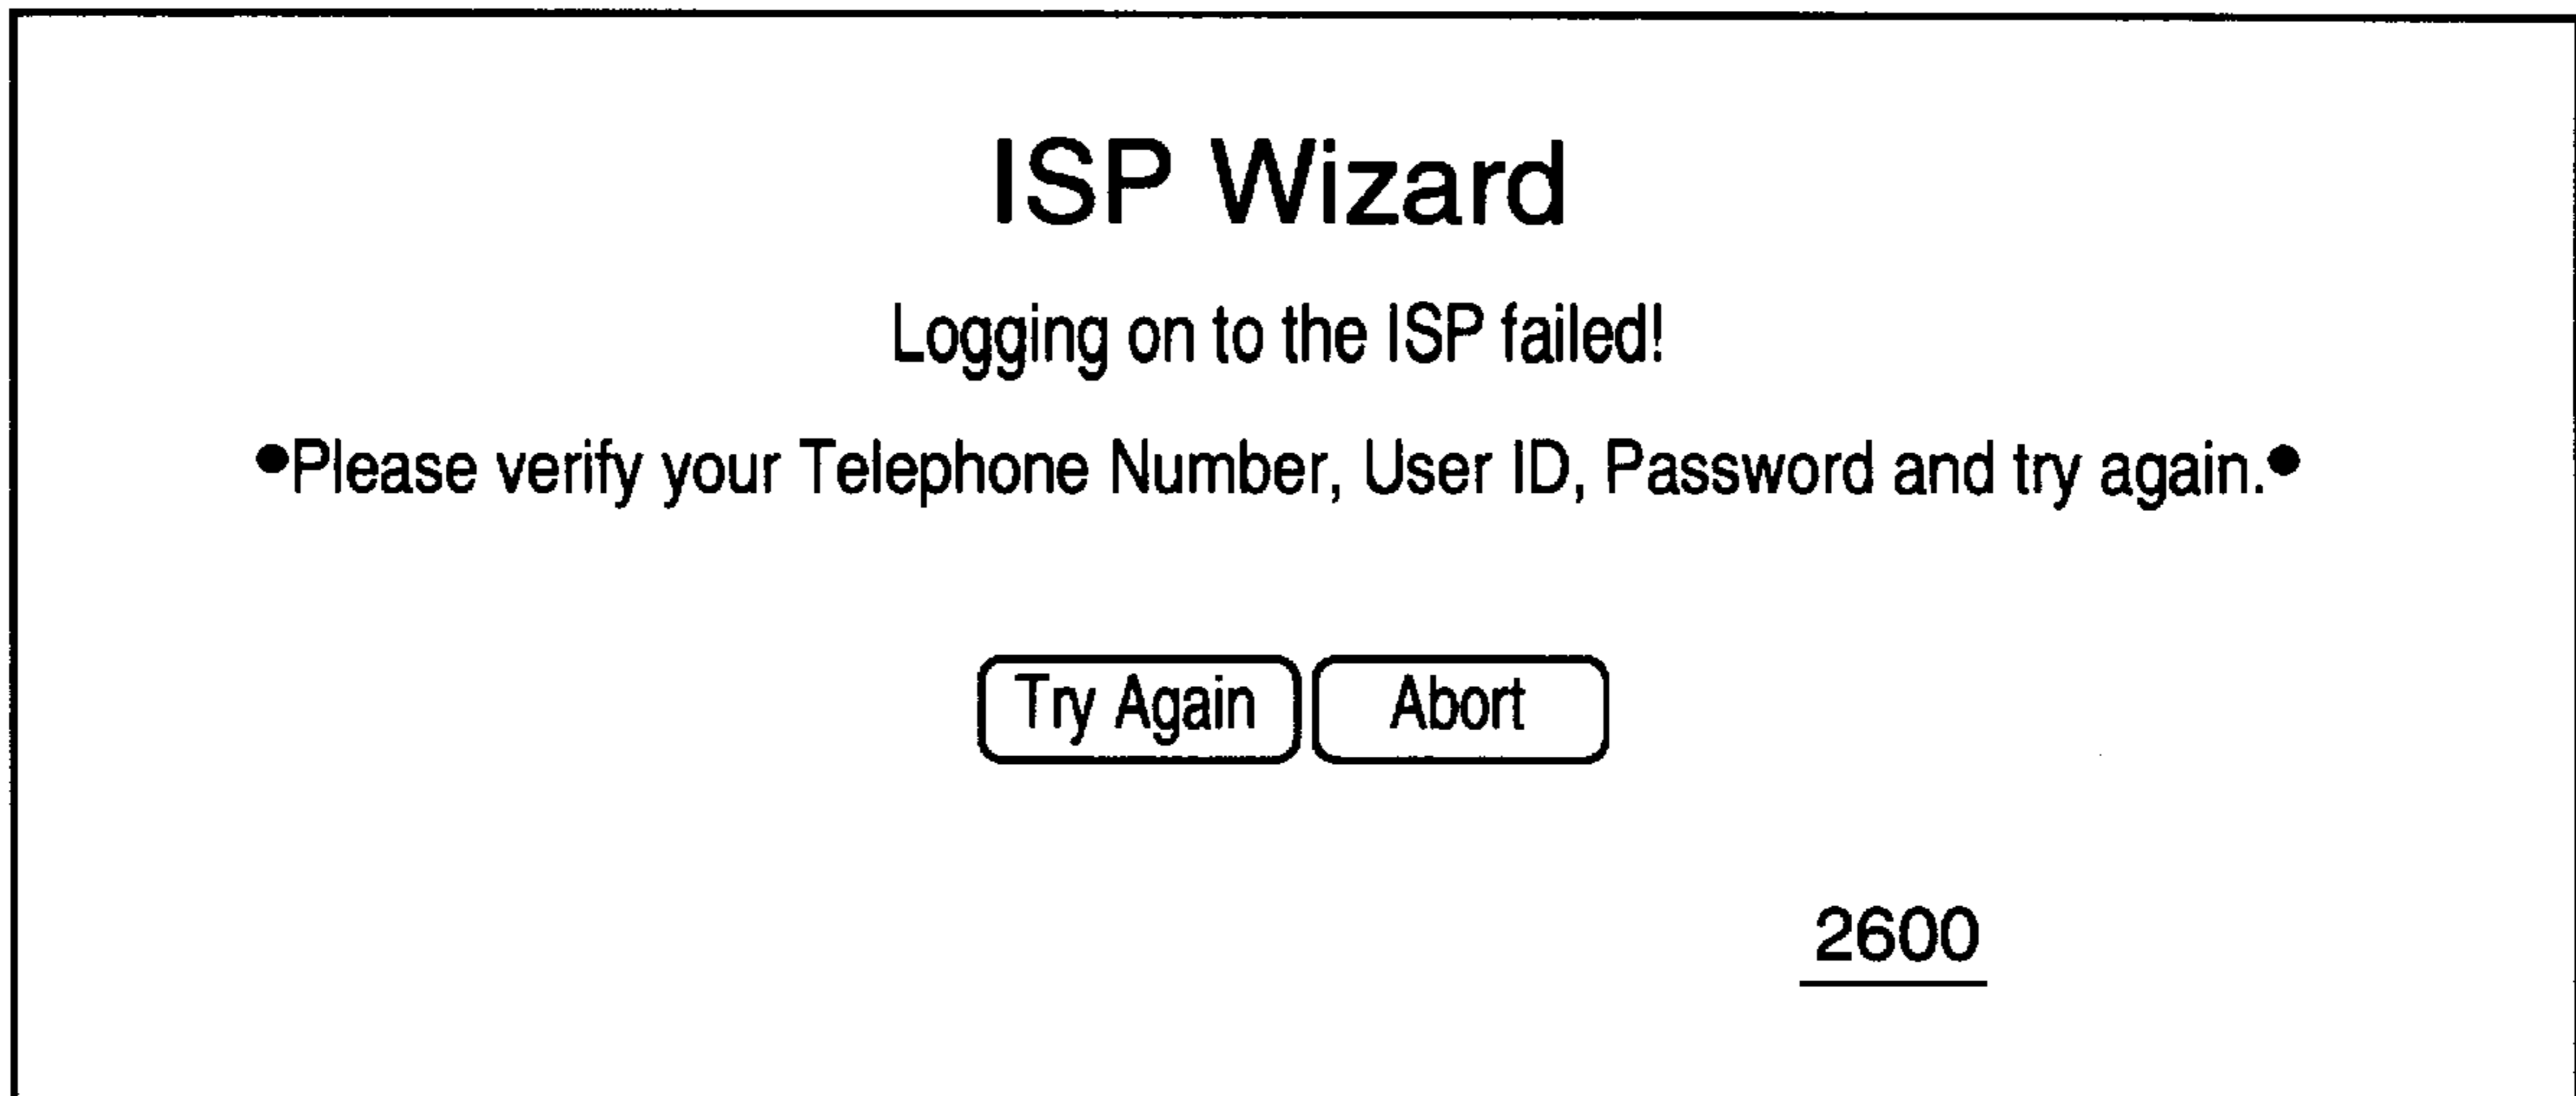 ISP Wizard
Logging on to the ISP failed!
•Please verify your Telephone Number, User ID, Password and try again.•
Try Again Abort
2600